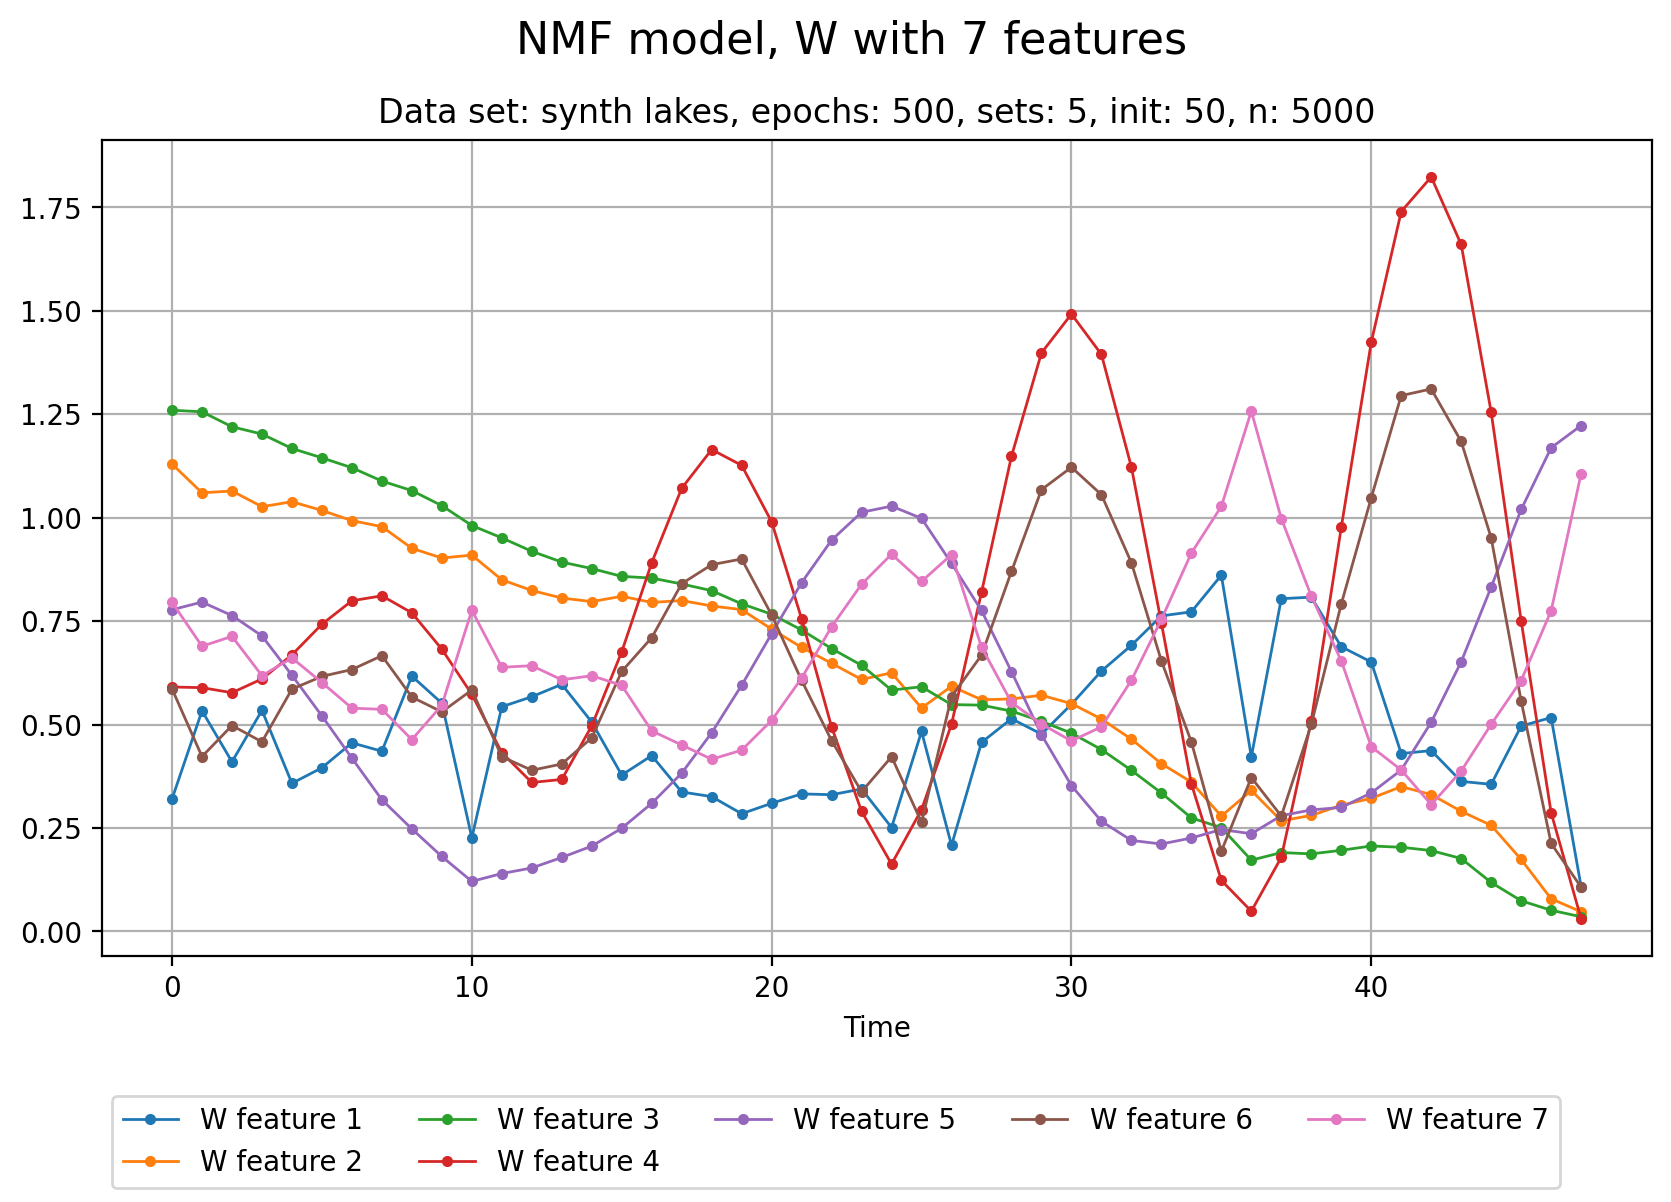 NMF model, W with 7 features
Data set: synth lakes, epochs: 500, sets: 5, init: 50, n: 5000
1.75
1.50
1.25
1.00
0.75
0.50
0.25
0.00
0 10 20 30 40
Time
W feature 1 W feature 3 W feature 5 W feature 6 W feature 7
W feature 2 W feature 4